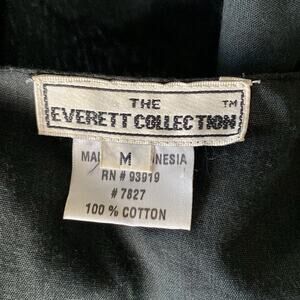 THE ™
EVERETT COLLECTION
M
RN # 93919
# 7827
100 % COTTON